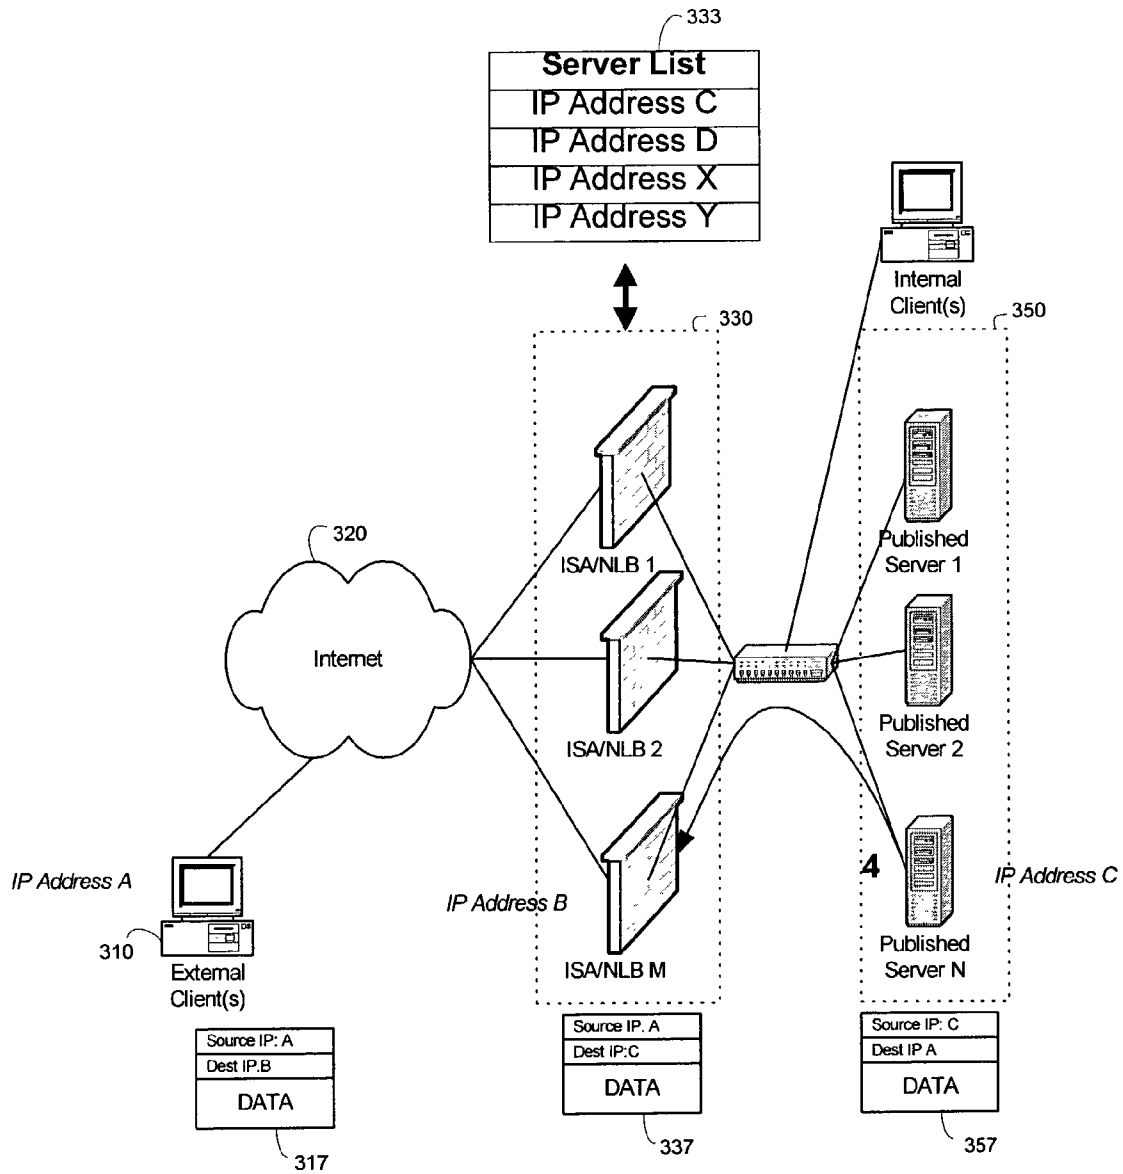 333
Server List
IP Address C
IP Address D
IP Address X
IP Address Y
Internal
Client(s)
330
350
320
Internet
ISA/NLB 1
Published
Server 1
ISA/NLB 2
Published
Server 2
IP Address A
IP Address B
4
IP Address C
310
External
Client(s)
ISA/NLB M
Published
Server N
Source IP: A
Dest IP.B
DATA
317
Source IP. A
Dest IP:C
DATA
337
Source IP: C
Dest IP A
DATA
357